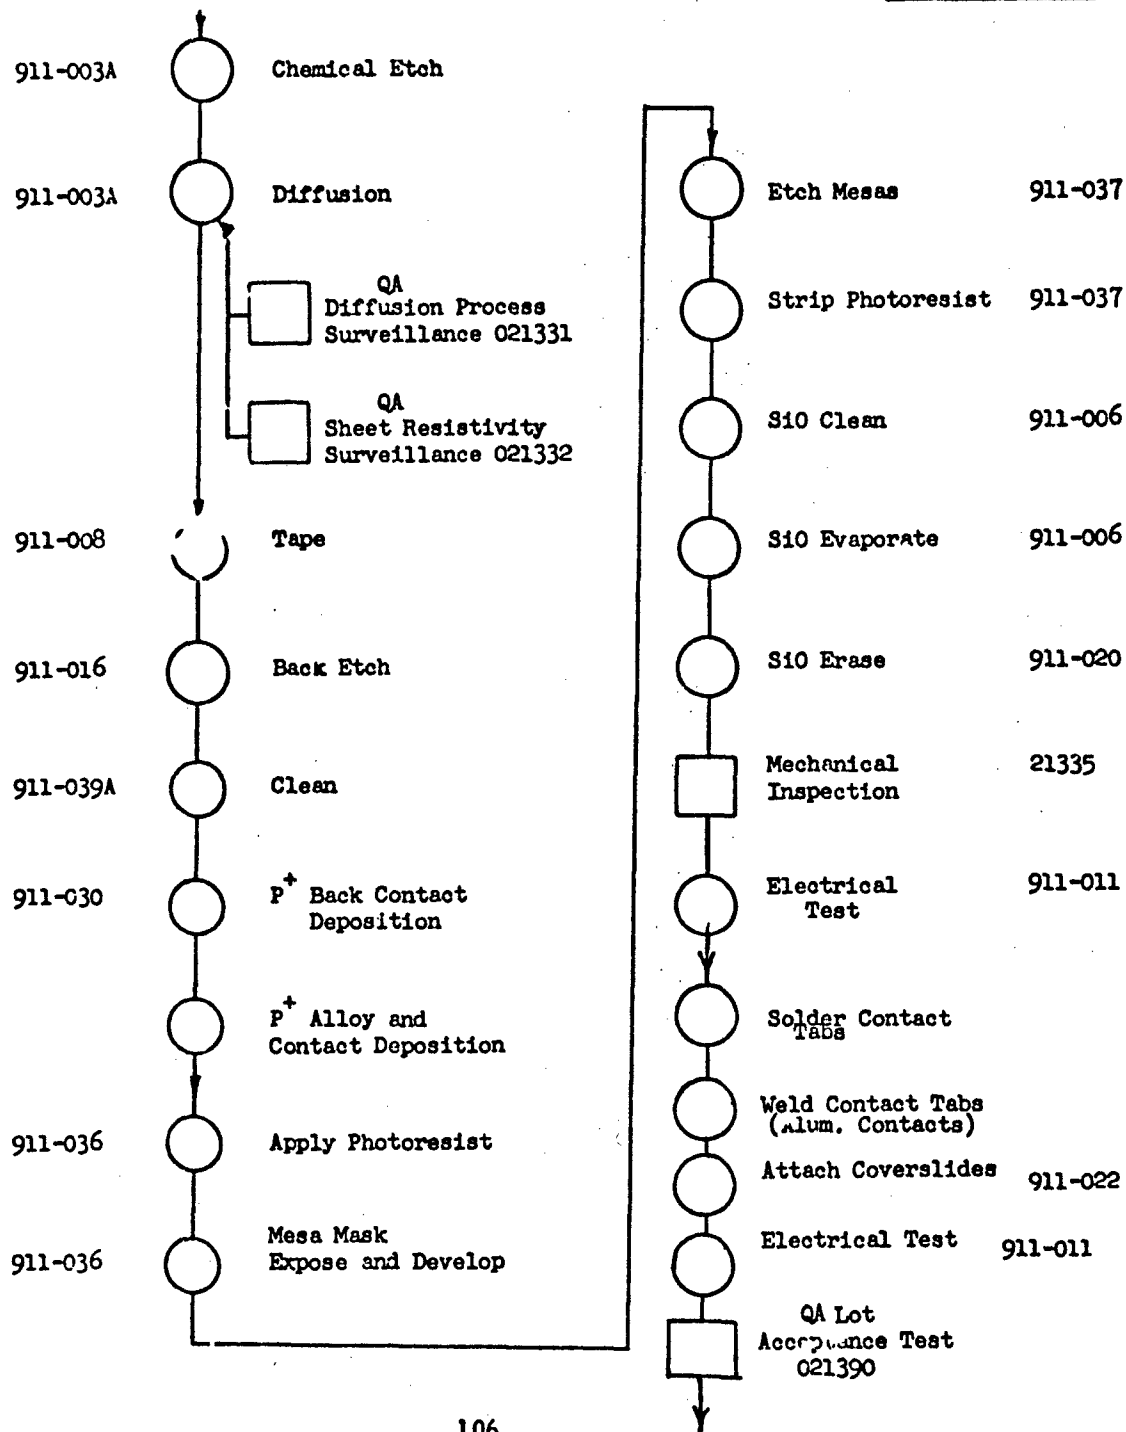 911-003A Chemical Etch
911-003A Diffusion
QA
Diffusion Process
Surveillance 021331
QA
Sheet Resistivity
Surveillance 021332
911-008 Tape
911-016 Back Etch
911-039A Clean
911-030 P+ Back Contact
Deposition
P+ Alloy and
Contact Deposition
911-036 Apply Photoresist
Mesa Mask
911-036 Expose and Develop
Etch Mesas 911-037
Strip Photoresist 911-037
SiO Clean 911-006
SiO Evaporate 911-006
SiO Erase 911-020
Mechanical 21335
Inspection
Electrical 911-011
Test
Solder Contact
Tabs
Weld Contact Tabs
(Alum. Contacts)
Attach Coverslides 911-022
Electrical Test 911-011
QA Lot
Acceptance Test
021390
106